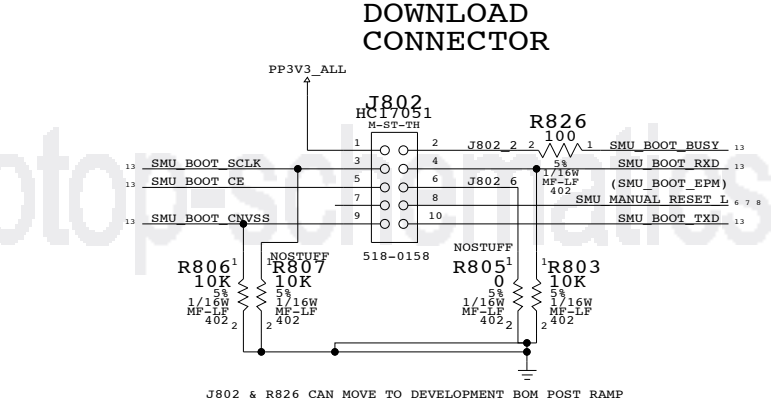 DOWNLOAD
CONNECTOR
PP3V3_ALL
J802
HC17051
M-ST-TH
R826
100
1 2 J802_2 2 1 SMU_BOOT_BUSY 13
5%
1/16W
MF-LF
402
13 SMU_BOOT_SCLK 3 4 SMU_BOOT_RXD 13
13 SMU_BOOT_CE 5 6 J802_6 (SMU_BOOT_EPM)
7 8 SMU_MANUAL_RESET_L 6 7 8
13 SMU_BOOT_CNVSS 9 10 SMU_BOOT_TXD 13
518-0158
R806 1
10K
5%
1/16W
MF-LF
402
2
NOSTUFF
1 R807
10K
5%
1/16W
MF-LF
402
2
NOSTUFF
R805 1
0
5%
1/16W
MF-LF
402
2
1 R803
10K
5%
1/16W
MF-LF
402
2
J802 & R826 CAN MOVE TO DEVELOPMENT BOM POST RAMP
otop-schematics